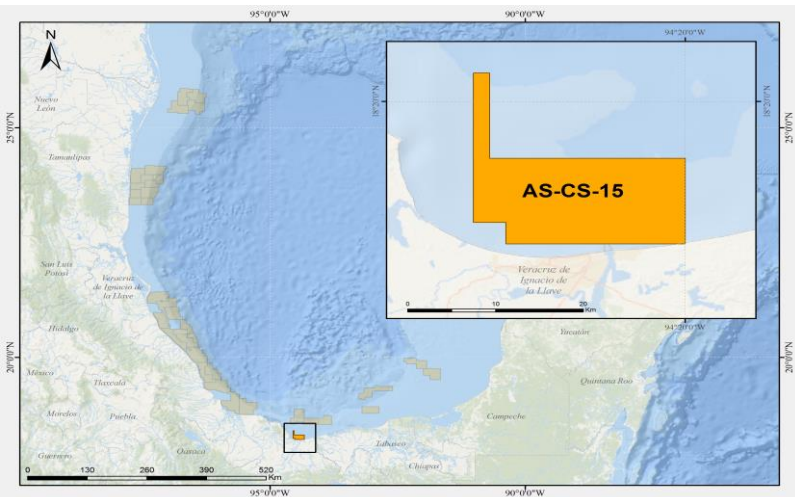 95°0'0"W
90°0'0"W
N
94°20'0"W
18°20'0"N
18°20'0"N
Nuevo
León
25°0'0"N
25°0'0"N
Tamaulipas
AS-CS-15
San Luis
Potosí
Veracruz
de Ignacio de
la Llave
Veracruz de
Ignacio de
la Llave
0
10
20
Km
94°20'0"W
Hidalgo
Yucatán
20°0'0"N
20°0'0"N
México
Tlaxcala
Quintana Roo
Morelos
Puebla
Campeche
Guerrero
Oaxaca
Tabasco
Chiapas
0
130
260
390
520
Km
95°0'0"W
90°0'0"W